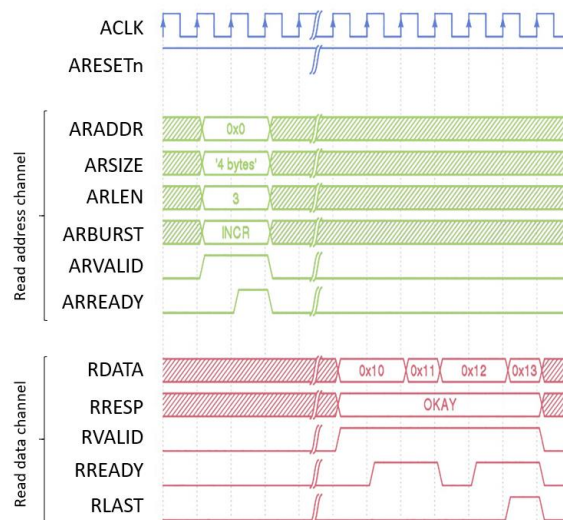 ACLK
ARESETn
Read address channel
ARADDR 0x0
ARSIZE '4 bytes'
ARLEN 3
ARBURST INCR
ARVALID
ARREADY
Read data channel
RDATA 0x10 0x11 0x12 0x13
RRESP OKAY
RVALID
RREADY
RLAST